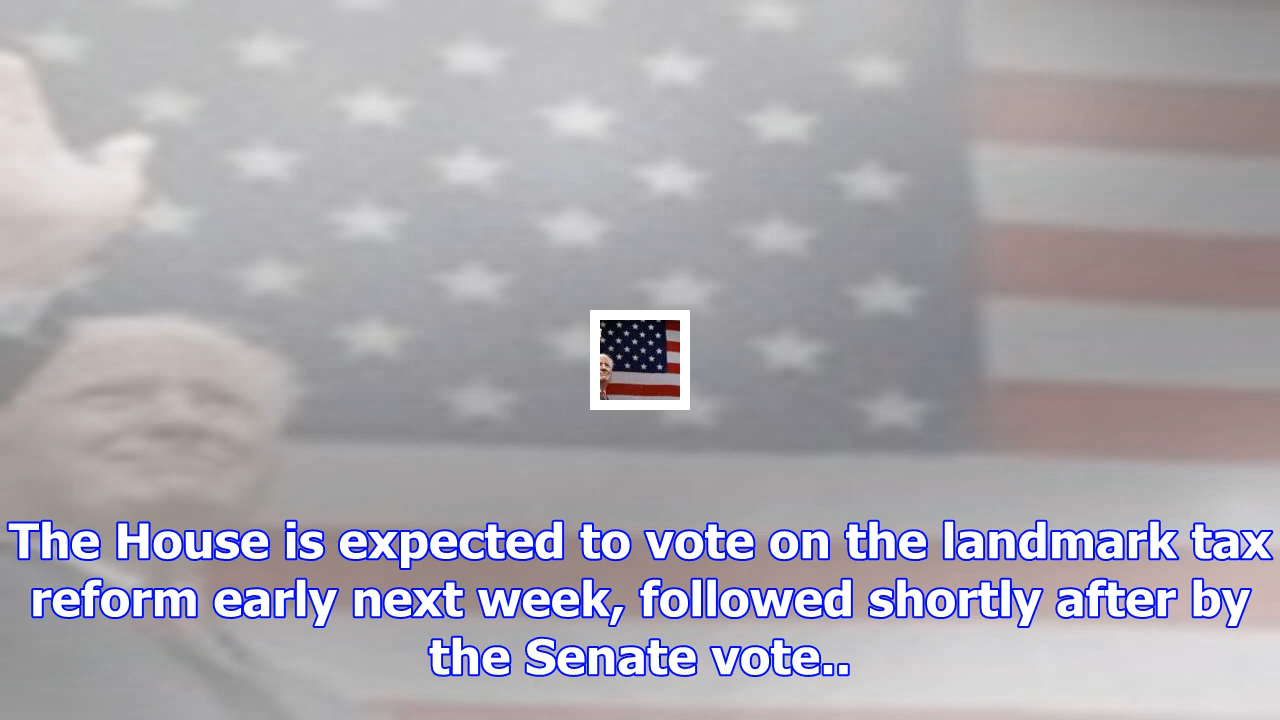 The House is expected to vote on the landmark tax
reform early next week, followed shortly after by
the Senate vote..